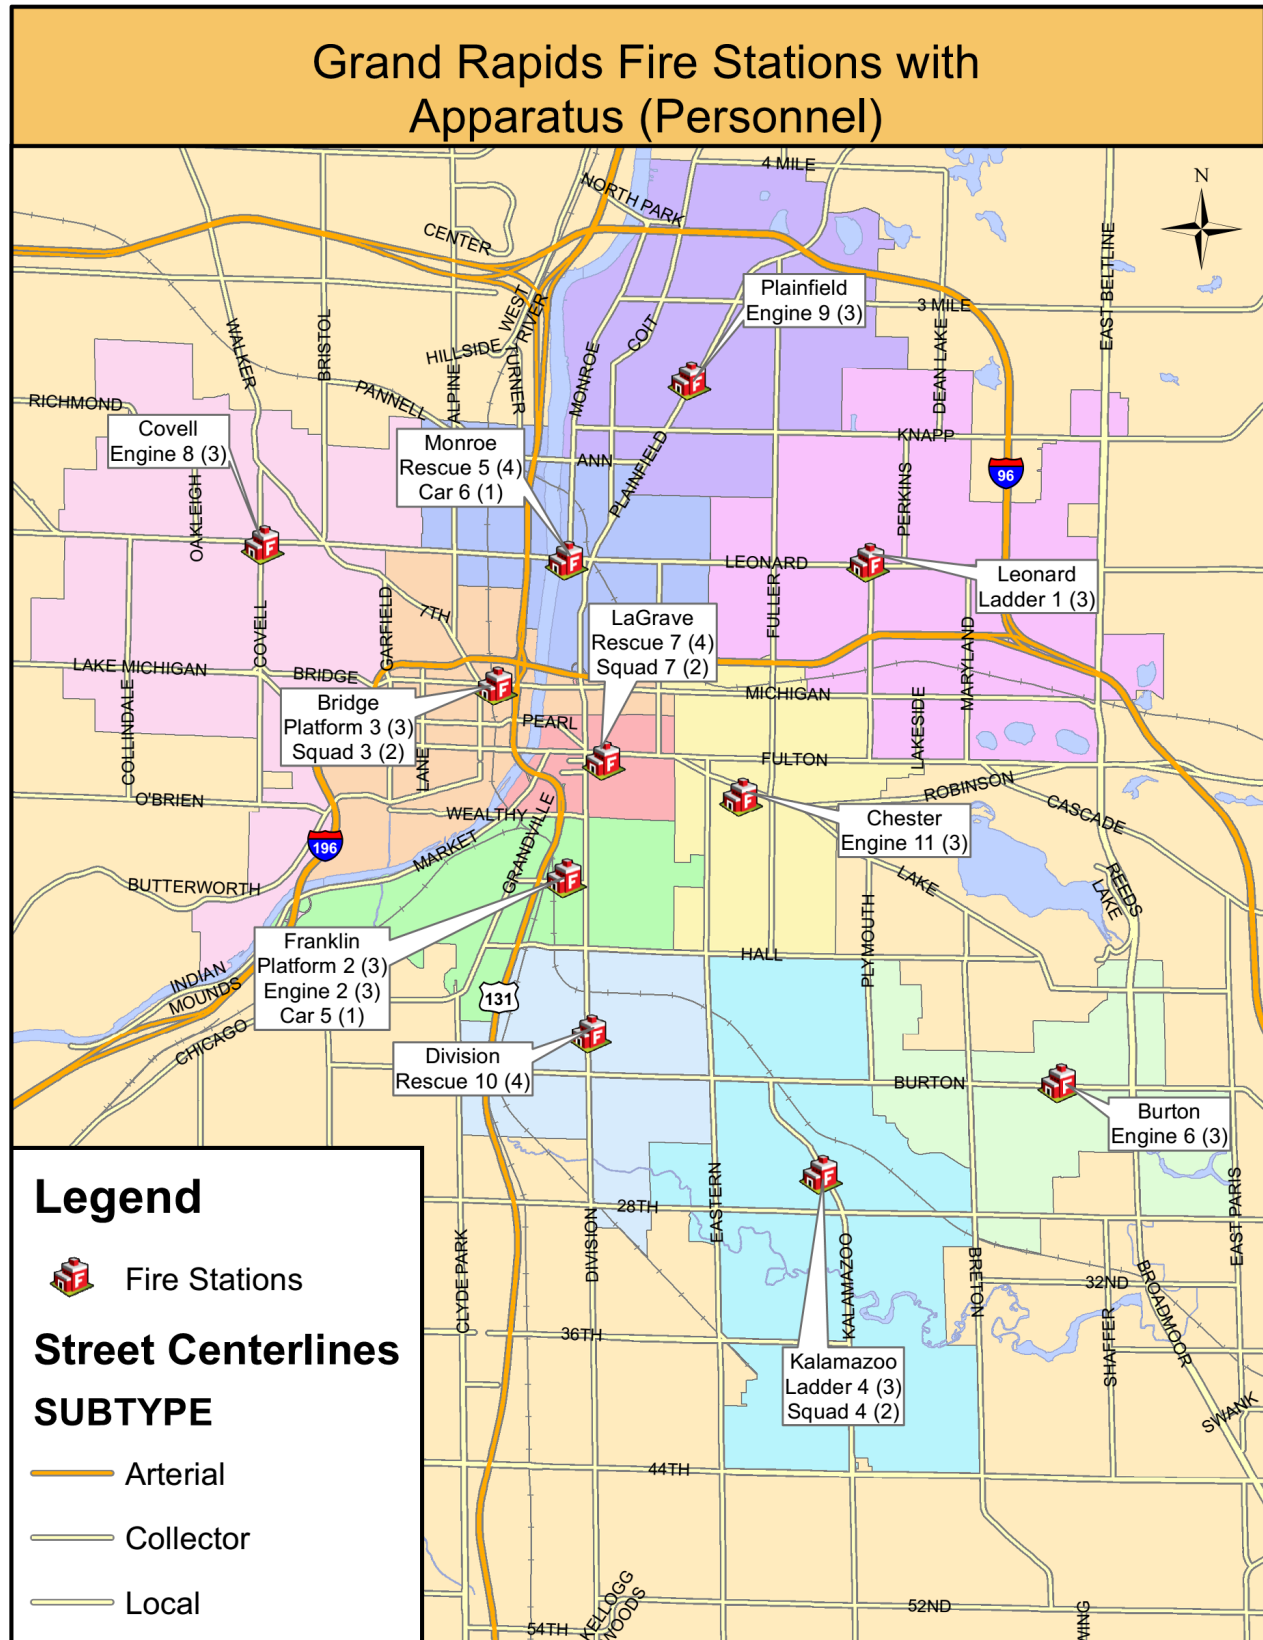 Grand Rapids Fire Stations with
Apparatus (Personnel)
N
4 MILE
NORTH PARK
CENTER
EAST BELTLINE
Plainfield
Engine 9 (3)
3 MILE
WEST RIVER
WALKER
BRISTOL
HILLSIDE
TURNER
COIT
MONROE
ALPINE
DEAN LAKE
PANNELL
RICHMOND
Covell
Engine 8 (3)
Monroe
Rescue 5 (4)
Car 6 (1)
KNAPP
ANN
PLAINFIELD
96
PERKINS
OAKLEIGH
F
F
F
F
LEONARD
Leonard
Ladder 1 (3)
FULLER
7TH
GARFIELD
COVELL
LaGrave
Rescue 7 (4)
Squad 7 (2)
MARYLAND
LAKE MICHIGAN
BRIDGE
F
MICHIGAN
Bridge
Platform 3 (3)
Squad 3 (2)
PEARL
LAKESIDE
COLLINDALE
LANE
F
FULTON
F
ROBINSON
CASCADE
O'BRIEN
WEALTHY
Chester
Engine 11 (3)
196
MARKET
GRANDVILLE
F
BUTTERWORTH
LAKE
REEDS
LAKE
PLYMOUTH
Franklin
Platform 2 (3)
Engine 2 (3)
Car 5 (1)
HALL
INDIAN
MOUNDS
131
CHICAGO
F
Division
Rescue 10 (4)
BURTON
F
Burton
Engine 6 (3)
F
EASTERN
28TH
EAST PARIS
DIVISION
CLYDE PARK
KALAMAZOO
BRETON
32ND
BROADMOOR
SHAFFER
36TH
Kalamazoo
Ladder 4 (3)
Squad 4 (2)
SWANK
44TH
KELLOGG
WOODS
52ND
WING
54TH
Legend
F
Fire Stations
Street Centerlines
SUBTYPE
Arterial
Collector
Local